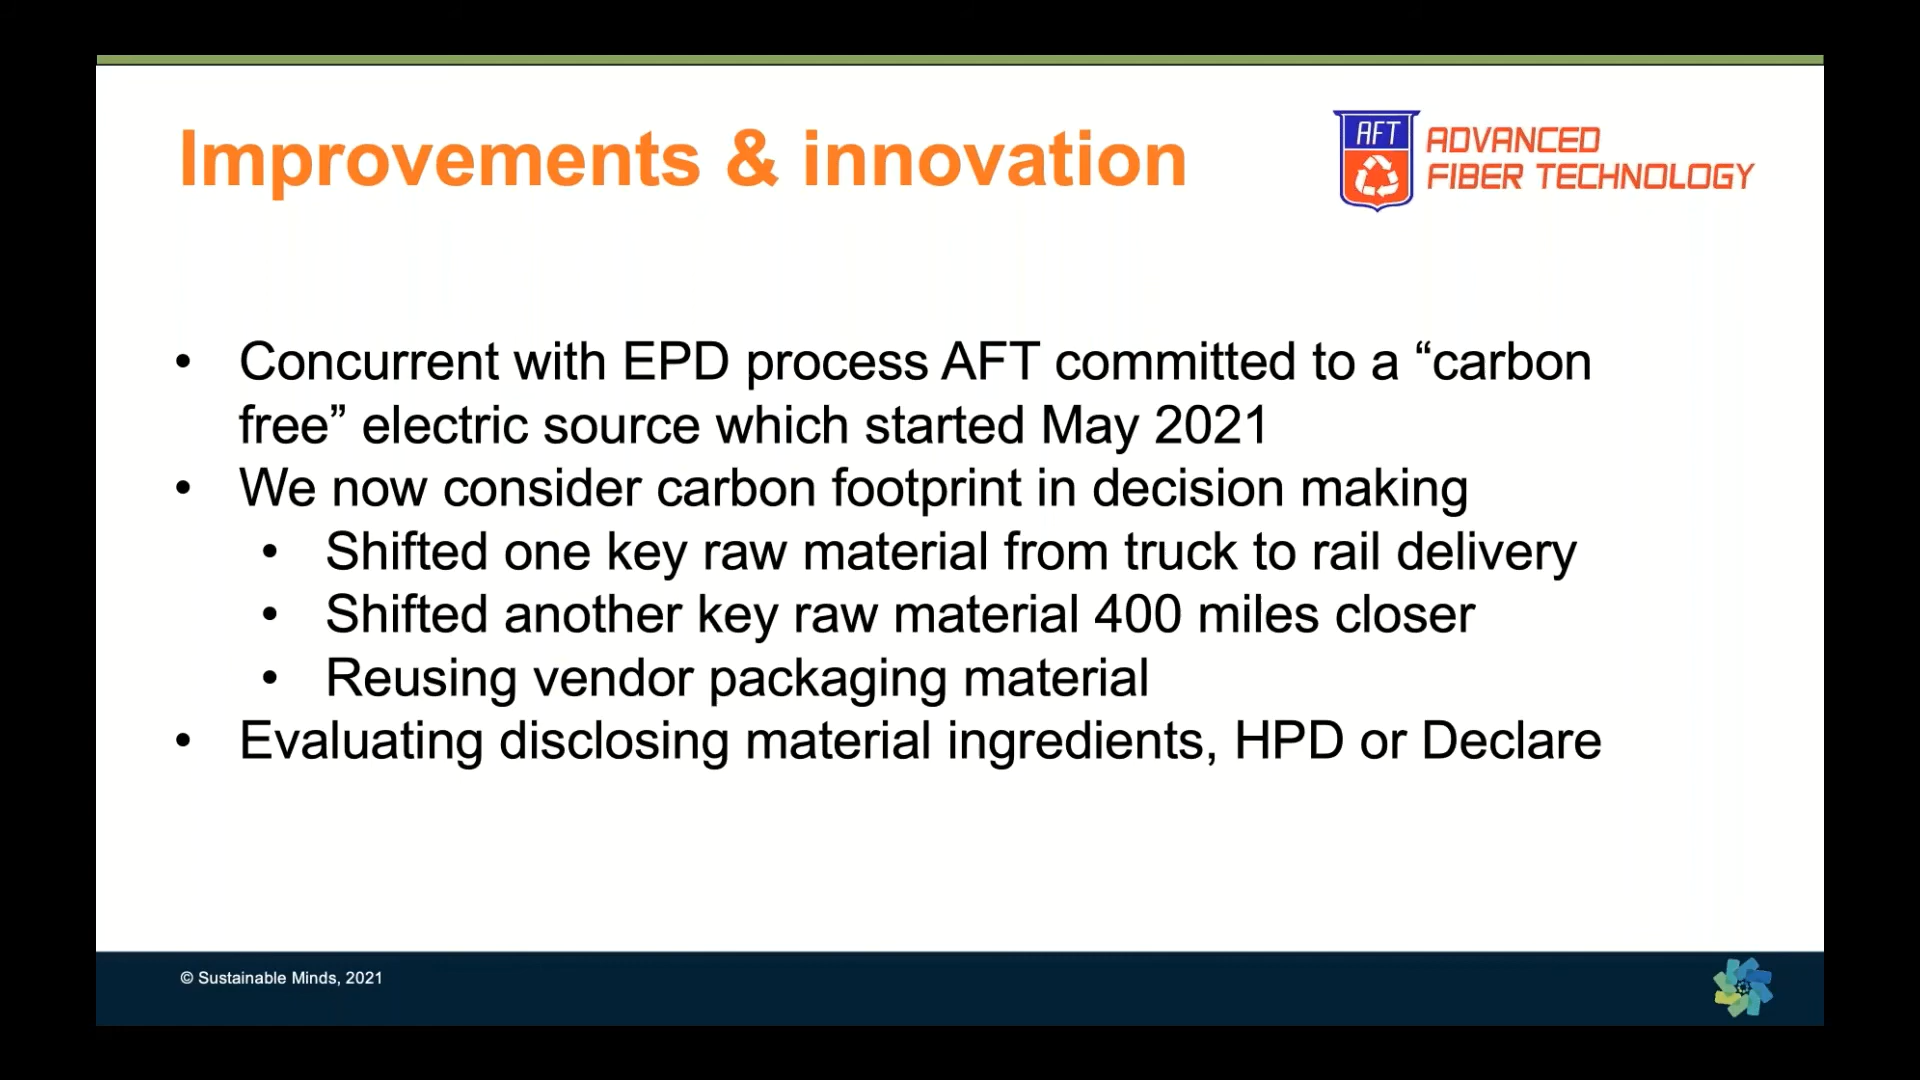 Improvements & innovation
AFT
ADVANCED
FIBER TECHNOLOGY
• Concurrent with EPD process AFT committed to a “carbon
free” electric source which started May 2021
• We now consider carbon footprint in decision making
• Shifted one key raw material from truck to rail delivery
• Shifted another key raw material 400 miles closer
• Reusing vendor packaging material
• Evaluating disclosing material ingredients, HPD or Declare
© Sustainable Minds, 2021